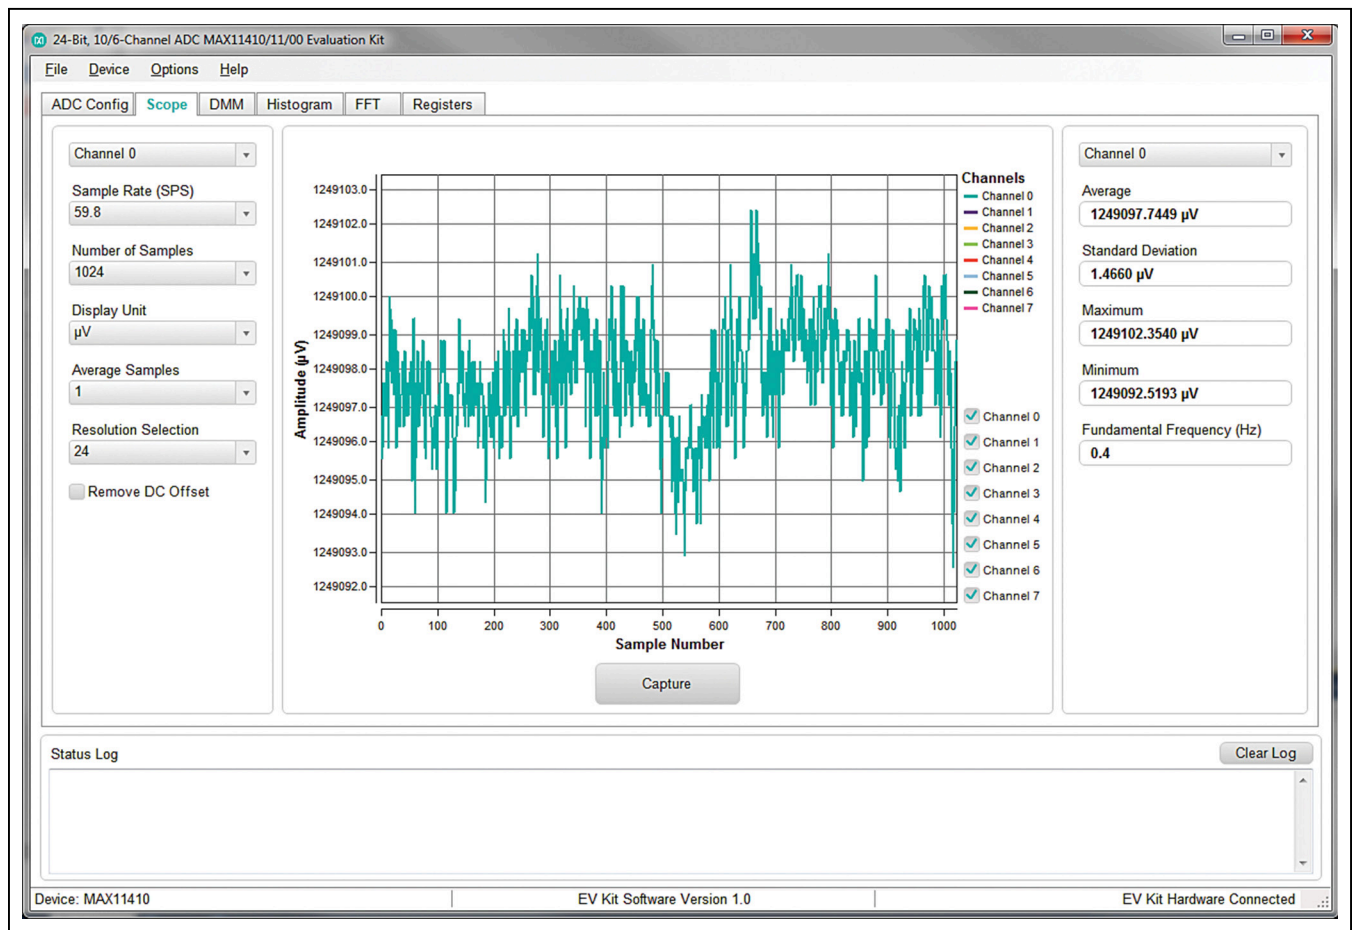 24-Bit, 10/6-Channel ADC MAX11410/11/00 Evaluation Kit
File Device Options Help
ADC Config Scope DMM Histogram FFT Registers
Channel 0
Sample Rate (SPS)
59.8
Number of Samples
1024
Display Unit
µV
Average Samples
1
Resolution Selection
24
Remove DC Offset
Amplitude (µV)
1249103.0
1249102.0
1249101.0
1249100.0
1249099.0
1249098.0
1249097.0
1249096.0
1249095.0
1249094.0
1249093.0
1249092.0
0 100 200 300 400 500 600 700 800 900 1000
Sample Number
Capture
Channels
Channel 0
Channel 1
Channel 2
Channel 3
Channel 4
Channel 5
Channel 6
Channel 7
Channel 0
Channel 1
Channel 2
Channel 3
Channel 4
Channel 5
Channel 6
Channel 7
Channel 0
Average
1249097.7449 µV
Standard Deviation
1.4660 µV
Maximum
1249102.3540 µV
Minimum
1249092.5193 µV
Fundamental Frequency (Hz)
0.4
Status Log
Clear Log
Device: MAX11410
EV Kit Software Version 1.0
EV Kit Hardware Connected